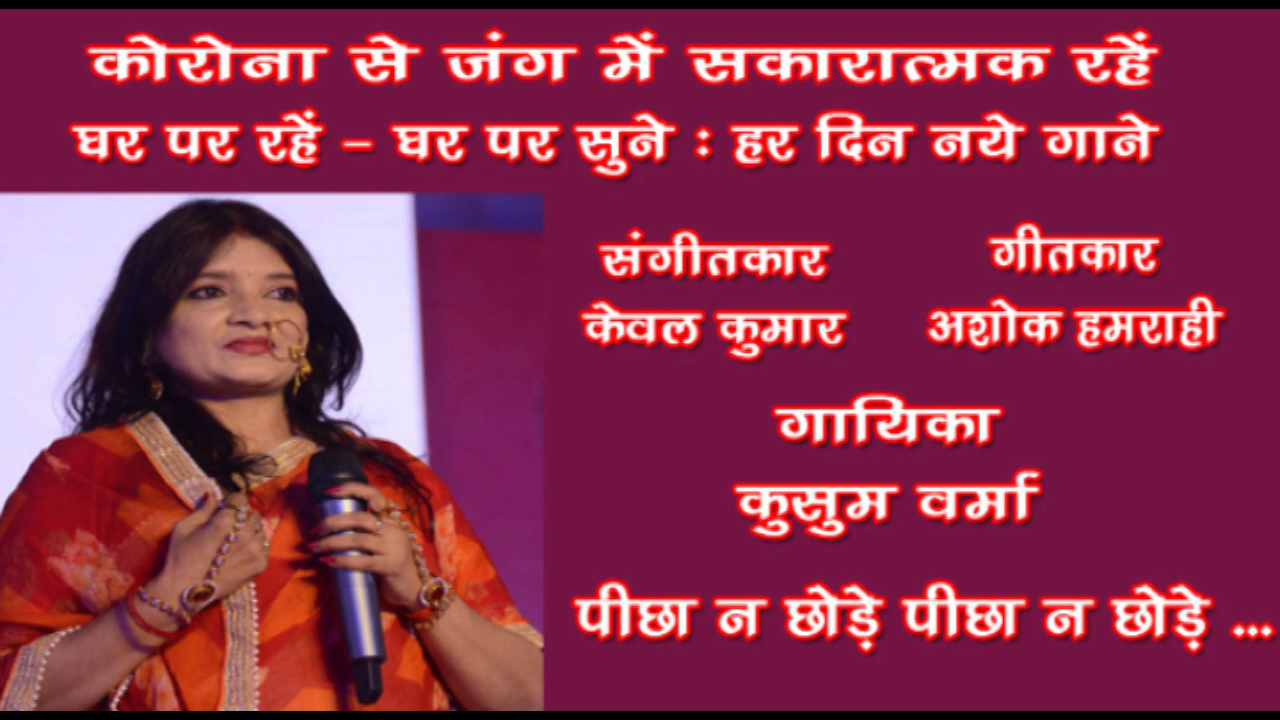 कोरोना से जंग में सकारात्मक रहें
घर पर रहें - घर पर सुने : हर दिन नये गाने
संगीतकार
केवल कुमार
गीतकार
अशोक हमराही
गायिका
कुसुम वर्मा
पीछा न छोड़े पीछा न छोड़े ...